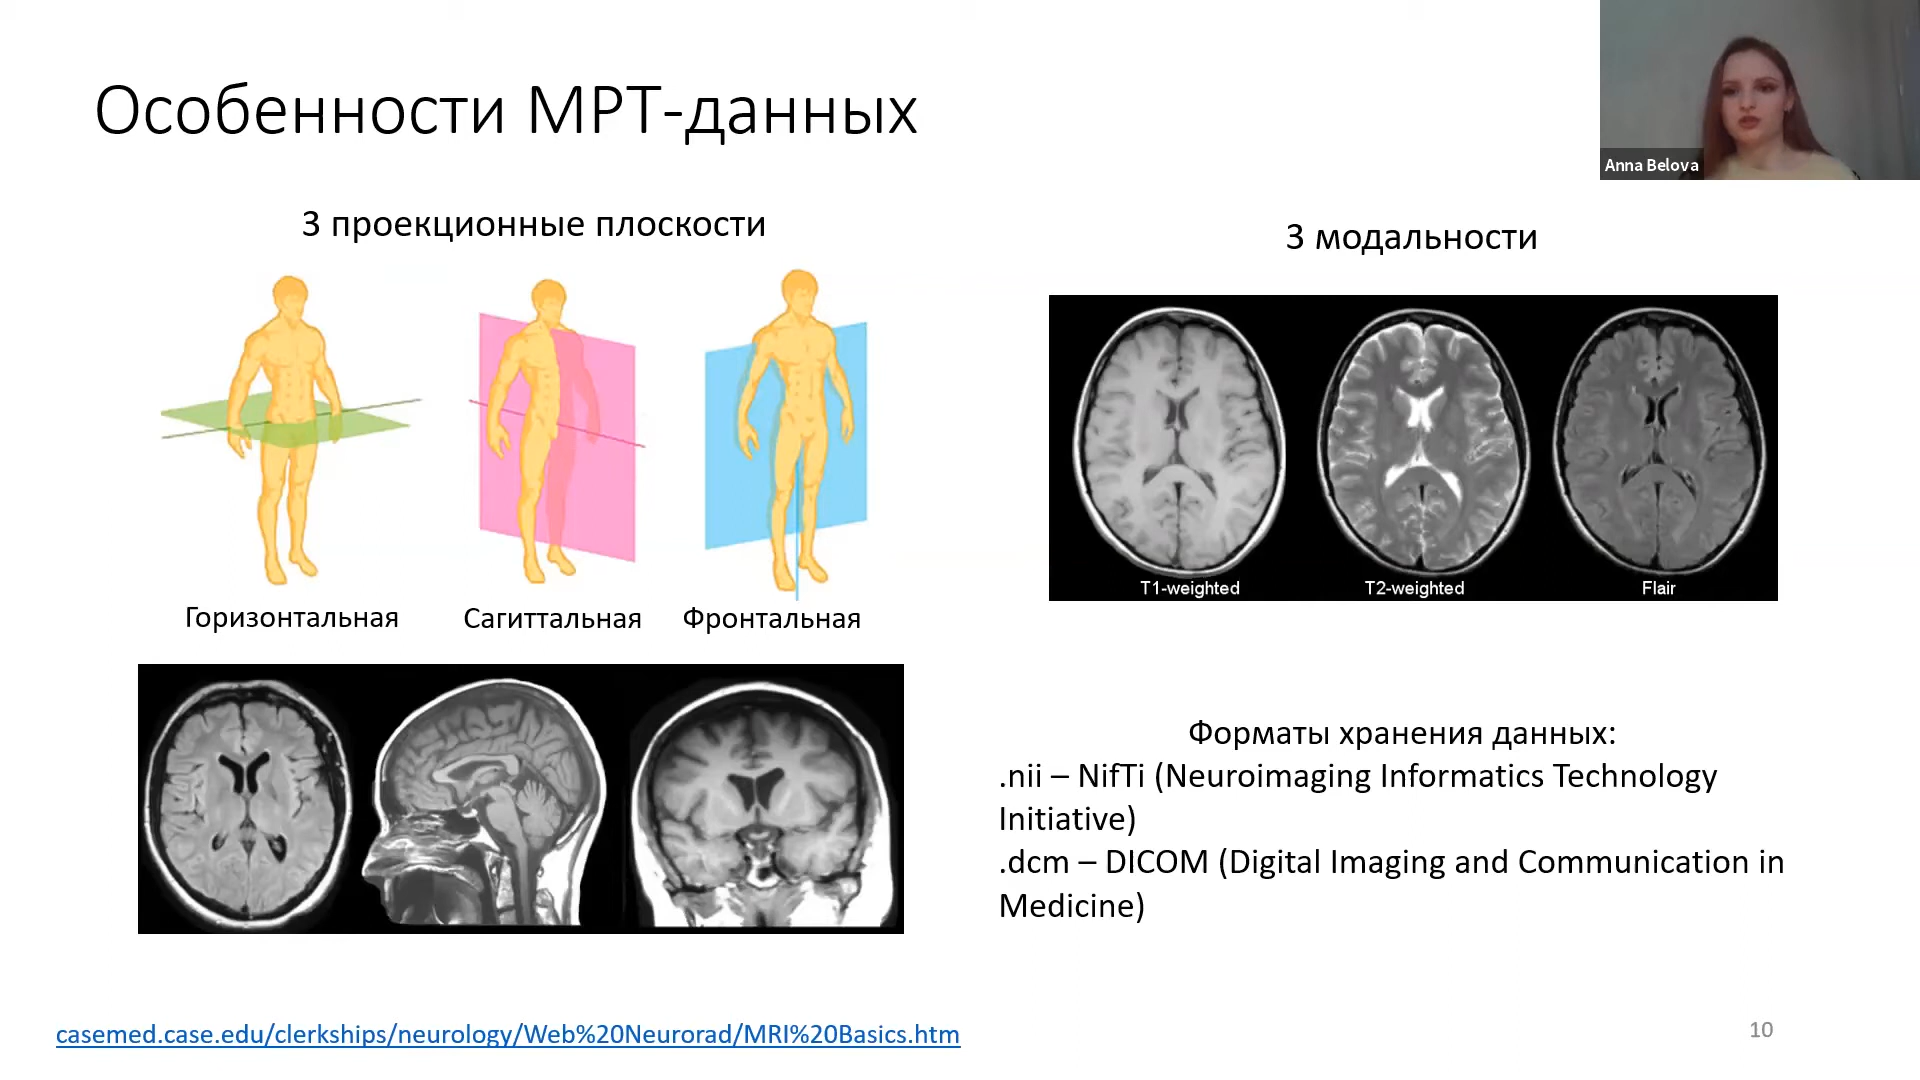 Особенности МРТ-данных
Anna Belova
3 проекционные плоскости
Горизонтальная
Сагиттальная
Фронтальная
3 модальности
T1-weighted
T2-weighted
Flair
Форматы хранения данных:
.nii – NifTi (Neuroimaging Informatics Technology
Initiative)
.dcm – DICOM (Digital Imaging and Communication in
Medicine)
casemed.case.edu/clerkships/neurology/Web%20Neurorad/MRI%20Basics.htm
10